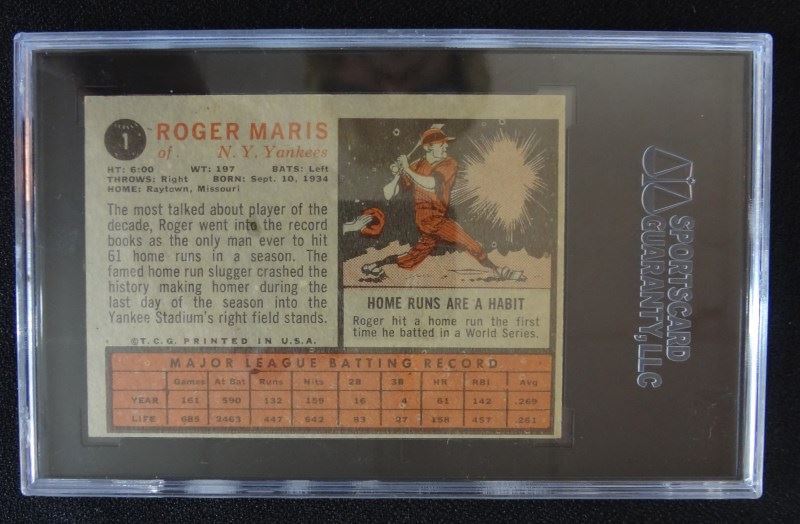 1
ROGER MARIS
of. N. Y. Yankees
HT: 6:00 WT: 197 BATS: Left
THROWS: Right BORN: Sept. 10, 1934
HOME: Raytown, Missouri
The most talked about player of the
decade, Roger went into the record
books as the only man ever to hit
61 home runs in a season. The
famed home run slugger crashed the
history making homer during the
last day of the season into the
Yankee Stadium's right field stands.
©T.C.G. PRINTED IN U.S.A.
HOME RUNS ARE A HABIT
Roger hit a home run the first
time he batted in a World Series.
MAJOR LEAGUE BATTING RECORD
Games At Bat Runs Hits 2B 3B HR RBI Avg
YEAR 161 590 132 159 16 4 61 142 .269
LIFE 685 2463 447 642 83 27 158 457 .261
SPORTSCARD
GUARANTY, LLC